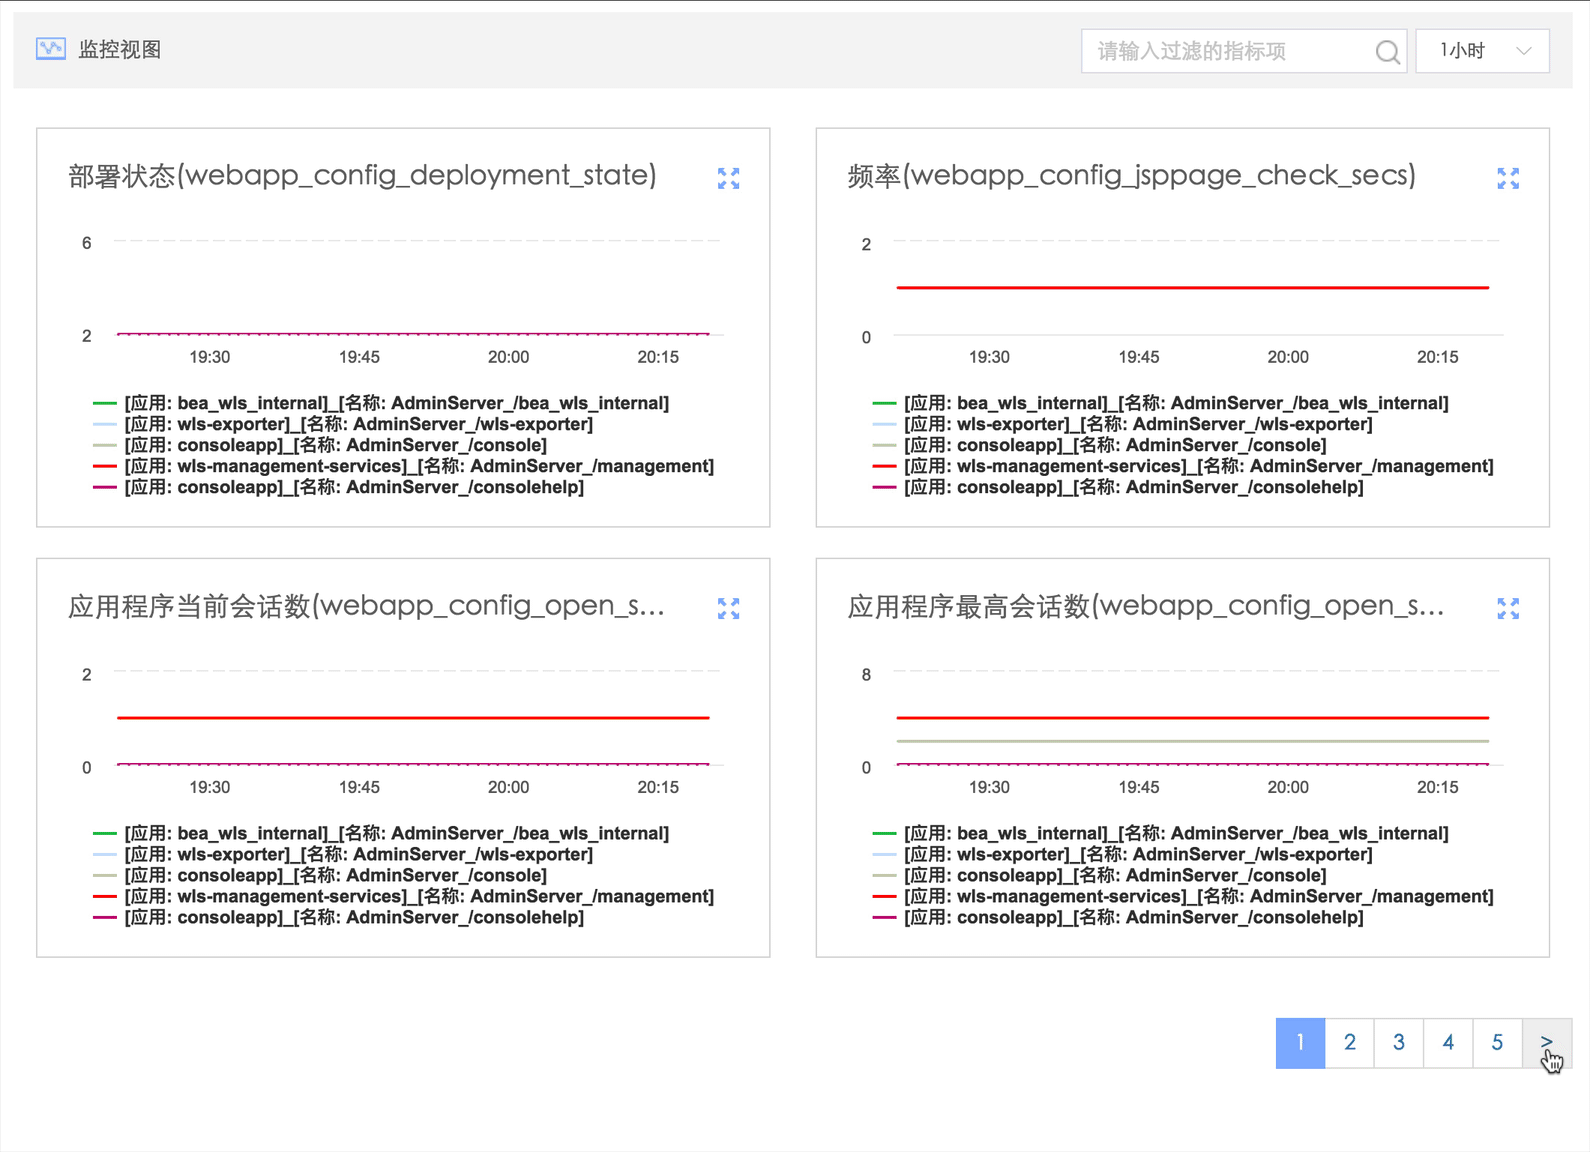 监控视图
请输入过滤的指标项
1小时
部署状态(webapp_config_deployment_state)
6
2
19:30 19:45 20:00 20:15
[应用: bea_wls_internal]_[名称: AdminServer_/bea_wls_internal]
[应用: wls-exporter]_[名称: AdminServer_/wls-exporter]
[应用: consoleapp]_[名称: AdminServer_/console]
[应用: wls-management-services]_[名称: AdminServer_/management]
[应用: consoleapp]_[名称: AdminServer_/consolehelp]
频率(webapp_config_jsppage_check_secs)
2
0
19:30 19:45 20:00 20:15
[应用: bea_wls_internal]_[名称: AdminServer_/bea_wls_internal]
[应用: wls-exporter]_[名称: AdminServer_/wls-exporter]
[应用: consoleapp]_[名称: AdminServer_/console]
[应用: wls-management-services]_[名称: AdminServer_/management]
[应用: consoleapp]_[名称: AdminServer_/consolehelp]
应用程序当前会话数(webapp_config_open_s...
2
0
19:30 19:45 20:00 20:15
[应用: bea_wls_internal]_[名称: AdminServer_/bea_wls_internal]
[应用: wls-exporter]_[名称: AdminServer_/wls-exporter]
[应用: consoleapp]_[名称: AdminServer_/console]
[应用: wls-management-services]_[名称: AdminServer_/management]
[应用: consoleapp]_[名称: AdminServer_/consolehelp]
应用程序最高会话数(webapp_config_open_s...
8
0
19:30 19:45 20:00 20:15
[应用: bea_wls_internal]_[名称: AdminServer_/bea_wls_internal]
[应用: wls-exporter]_[名称: AdminServer_/wls-exporter]
[应用: consoleapp]_[名称: AdminServer_/console]
[应用: wls-management-services]_[名称: AdminServer_/management]
[应用: consoleapp]_[名称: AdminServer_/consolehelp]
1 2 3 4 5 >